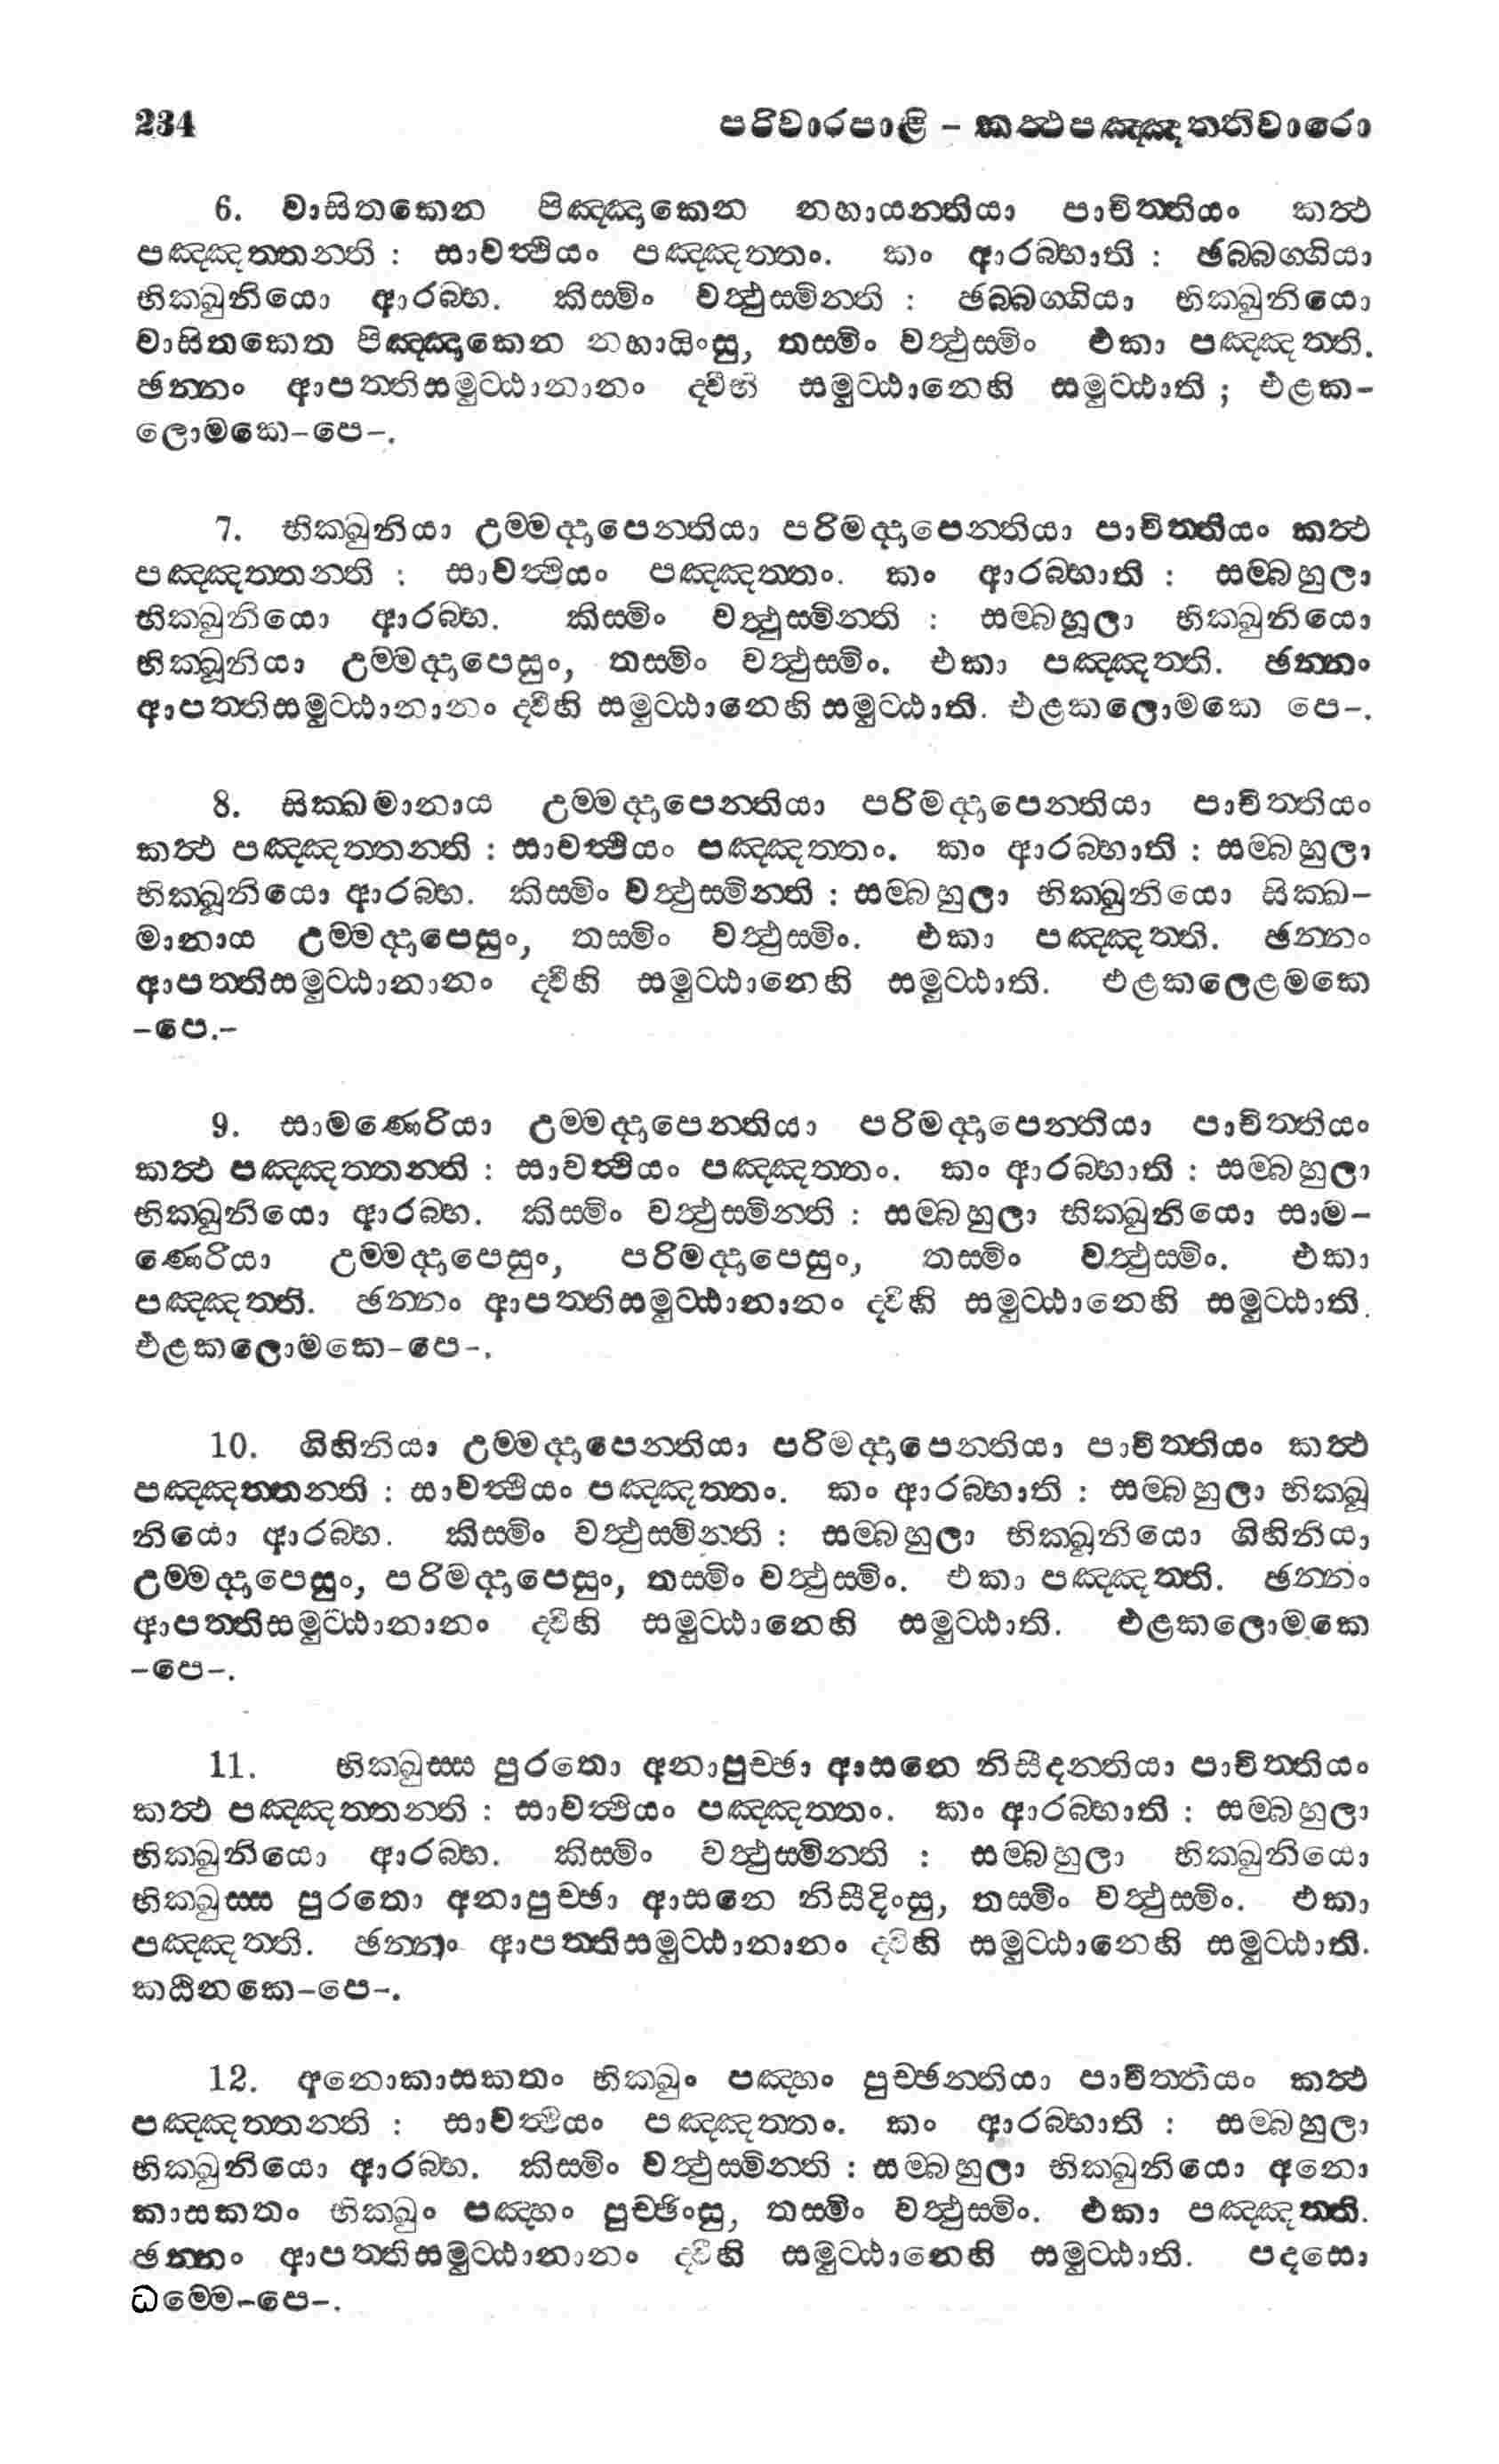 234 පරිවාරපාළි – කත්‍ථපඤ්ඤත්තිවාරො
6. වාසිතකෙන පිඤ්ඤාකෙන නහායන්තියා පාචිත්තියං කත්‍ථ
පඤ්ඤත්තන්ති : සාවත්‍ථියං පඤ්ඤත්තං. කං ආරබ්භාති : ඡබ්බග්ගියා
භික්ඛුනියො ආරබ්භ. කිස්මිං වත්‍ථුස්මින්ති : ඡබ්බග්ගියා භික්ඛුනියො
වාසිතකෙන පිඤ්ඤාකෙන නහායිංසු, තස්මිං වත්‍ථුස්මිං එකා පඤ්ඤත්ති.
ඡන්නං ආපත්තිසමුට්ඨානානං ද්වීහි සමුට්ඨානෙහි සමුට්ඨාති ; එළක-
ලොමකෙ–පෙ–.
7. භික්ඛුනියා උම්මද්දාපෙන්තියා පරිමද්දාපෙන්තියා පාචිත්තියං කත්‍ථ
පඤ්ඤත්තන්ති : සාවත්‍ථියං පඤ්ඤත්තං. කං ආරබ්භාති : සම්බහුලා
භික්ඛුනියො ආරබ්භ. කිස්මිං වත්‍ථුස්මින්ති : සම්බහූලා භික්ඛුනියො
භික්ඛූනියා උම්මද්දාපෙසුං, තස්මිං වත්‍ථුස්මිං. එකා පඤ්ඤත්ති. ඡන්නං
ආපත්තිසමුට්ඨානානං ද්වීහි සමුට්ඨානෙහි සමුට්ඨාති. එළකලොමකෙ පෙ–.
8. සික්ඛමානාය උම්මද්දාපෙන්තියා පරිමද්දාපෙන්තියා පාචිත්තියං
කත්‍ථ පඤ්ඤත්තන්ති : සාවත්‍ථියං පඤ්ඤත්තං. කං ආරබ්භාති : සම්බහුලා
භික්ඛූනියො ආරබ්භ. කිස්මිං වත්‍ථුස්මින්ති : සම්බහුලා භික්ඛුනියො සික්ඛ–
මානාය උම්මද්දාපෙසුං, තස්මිං වත්‍ථුස්මිං. එකා පඤ්ඤත්ති. ඡන්නං
ආපත්තිසමුට්ඨානානං ද්වීහි සමුට්ඨානෙහි සමුට්ඨාති. එළකලෙළමකෙ
–පෙ.–
9. සාමණෙරියා උම්මද්දාපෙන්තියා පරිමද්දාපෙන්තියා පාචිත්තියං
කත්‍ථ පඤ්ඤත්තන්ති : සාවත්‍ථියං පඤ්ඤත්තං. කං ආරබ්භාති : සම්බහුලා
භික්ඛූනියො ආරබ්භ. කිස්මිං වත්‍ථුස්මින්ති : සම්බහුලා භික්ඛුනියො සාම–
ණෙරියා උම්මද්දාපෙසුං, පරිමද්දාපෙසුං, තස්මිං වත්‍ථුස්මිං. එකා
පඤ්ඤත්ති. ඡන්නං ආපත්තිසමුට්ඨානානං ද්වීහි සමුට්ඨානෙහි සමුට්ඨාති.
එළකලොමකෙ–පෙ–.
10. ගිහිනියා උම්මද්දාපෙන්තියා පරිමද්දාපෙන්තියා පාචිත්තියං කත්‍ථ
පඤ්ඤත්තන්ති : සාවත්‍ථියං පඤ්ඤත්තං. කං ආරබ්භාති : සම්බහුලා භික්ඛූ
නියො ආරබ්භ. කිස්මිං වත්‍ථුස්මින්ති : සම්බහුලා භික්ඛූනියො ගිහිනියා
උම්මද්දාපෙසුං, පරිමද්දාපෙසුං, තස්මිං වත්‍ථුස්මිං. එකා පඤ්ඤත්ති. ඡන්නං
ආපත්තිසමුට්ඨානානං ද්වීහි සමුට්ඨානෙහි සමුට්ඨාති. එළකලොමකෙ
–පෙ–.
11. භික්ඛුස්ස පුරතො අනාපුච්ඡා ආසනෙ නිසීදන්තියා පාචිත්තියං
කත්‍ථ පඤ්ඤත්තන්ති : සාවත්‍ථියං පඤ්ඤත්තං. කං ආරබ්භාති : සම්බහුලා
භික්ඛුනියො ආරබ්භ. කිස්මිං වත්‍ථුස්මින්ති : සම්බහුලා භික්ඛුනියො
භික්ඛුස්ස පුරතො අනාපුච්ඡා ආසනෙ නිසීදිංසු, තස්මිං වත්‍ථුස්මිං. එකා
පඤ්ඤත්ති. ඡන්නං ආපත්තිසමුට්ඨානානං ද්වීහි සමුට්ඨානෙහි සමුට්ඨාති.
කඨිනකෙ–පෙ–.
12. අනොකාසකතං භික්ඛුං පඤ්හං පුච්ඡන්තියා පාචිත්තියං කත්‍ථ
පඤ්ඤත්තන්ති : සාවත්‍ථියං පඤ්ඤත්තං. කං ආරබ්භාති : සම්බහුලා
භික්ඛුනියො ආරබ්භ. කිස්මිං වත්‍ථුස්මින්ති : සම්බහුලා භික්ඛුනියො අනො
කාසකතං භික්ඛුං පඤ්හං පුච්ඡිංසු, තස්මිං වත්‍ථුස්මිං. එකා පඤ්ඤත්ති.
ඡන්නං ආපත්තිසමුට්ඨානානං ද්වීහි සමුට්ඨානෙහි සමුට්ඨාති. පදසො
ධම්මෙ–පෙ–.